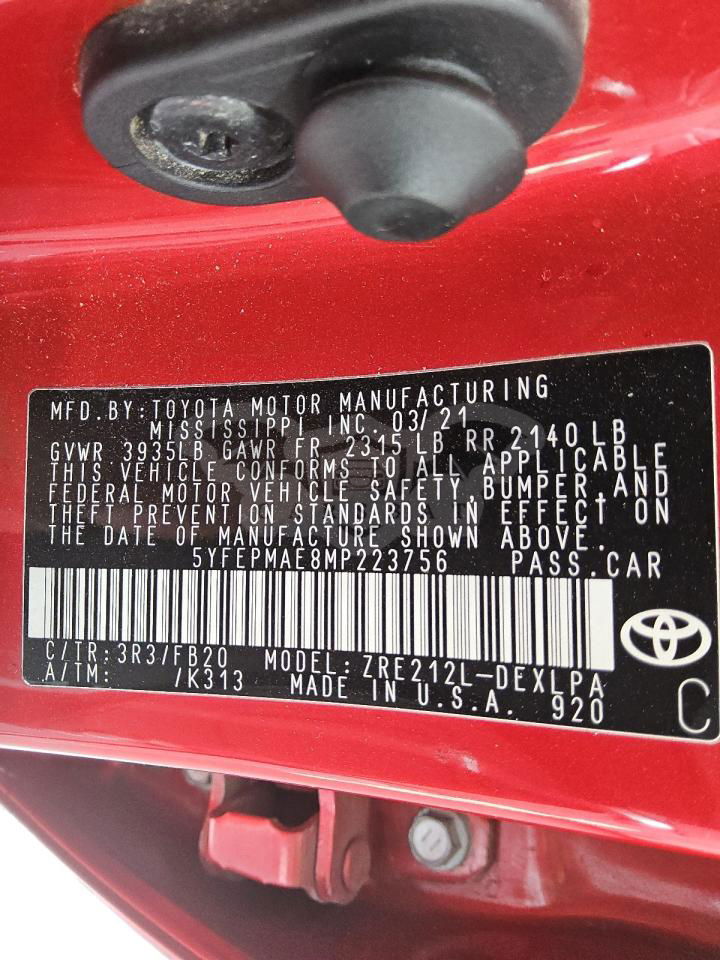 MFD.BY:TOYOTA MOTOR MANUFACTURING
MISSISSIPPI INC. 03/21
GVWR 3935LB GAWR FR 2315 LB RR 2140 LB
THIS VEHICLE CONFORMS TO ALL APPLICABLE
FEDERAL MOTOR VEHICLE SAFETY,BUMPER,AND
THEFT PREVENTION STANDARDS IN EFFECT ON
THE DATE OF MANUFACTURE SHOWN ABOVE.
5YFEPMAE8MP223756 PASS.CAR
C/TR:3R3/FB20 MODEL:ZRE212L-DEXLPA
A/TM: /K313 MADE IN U.S.A. 920
C